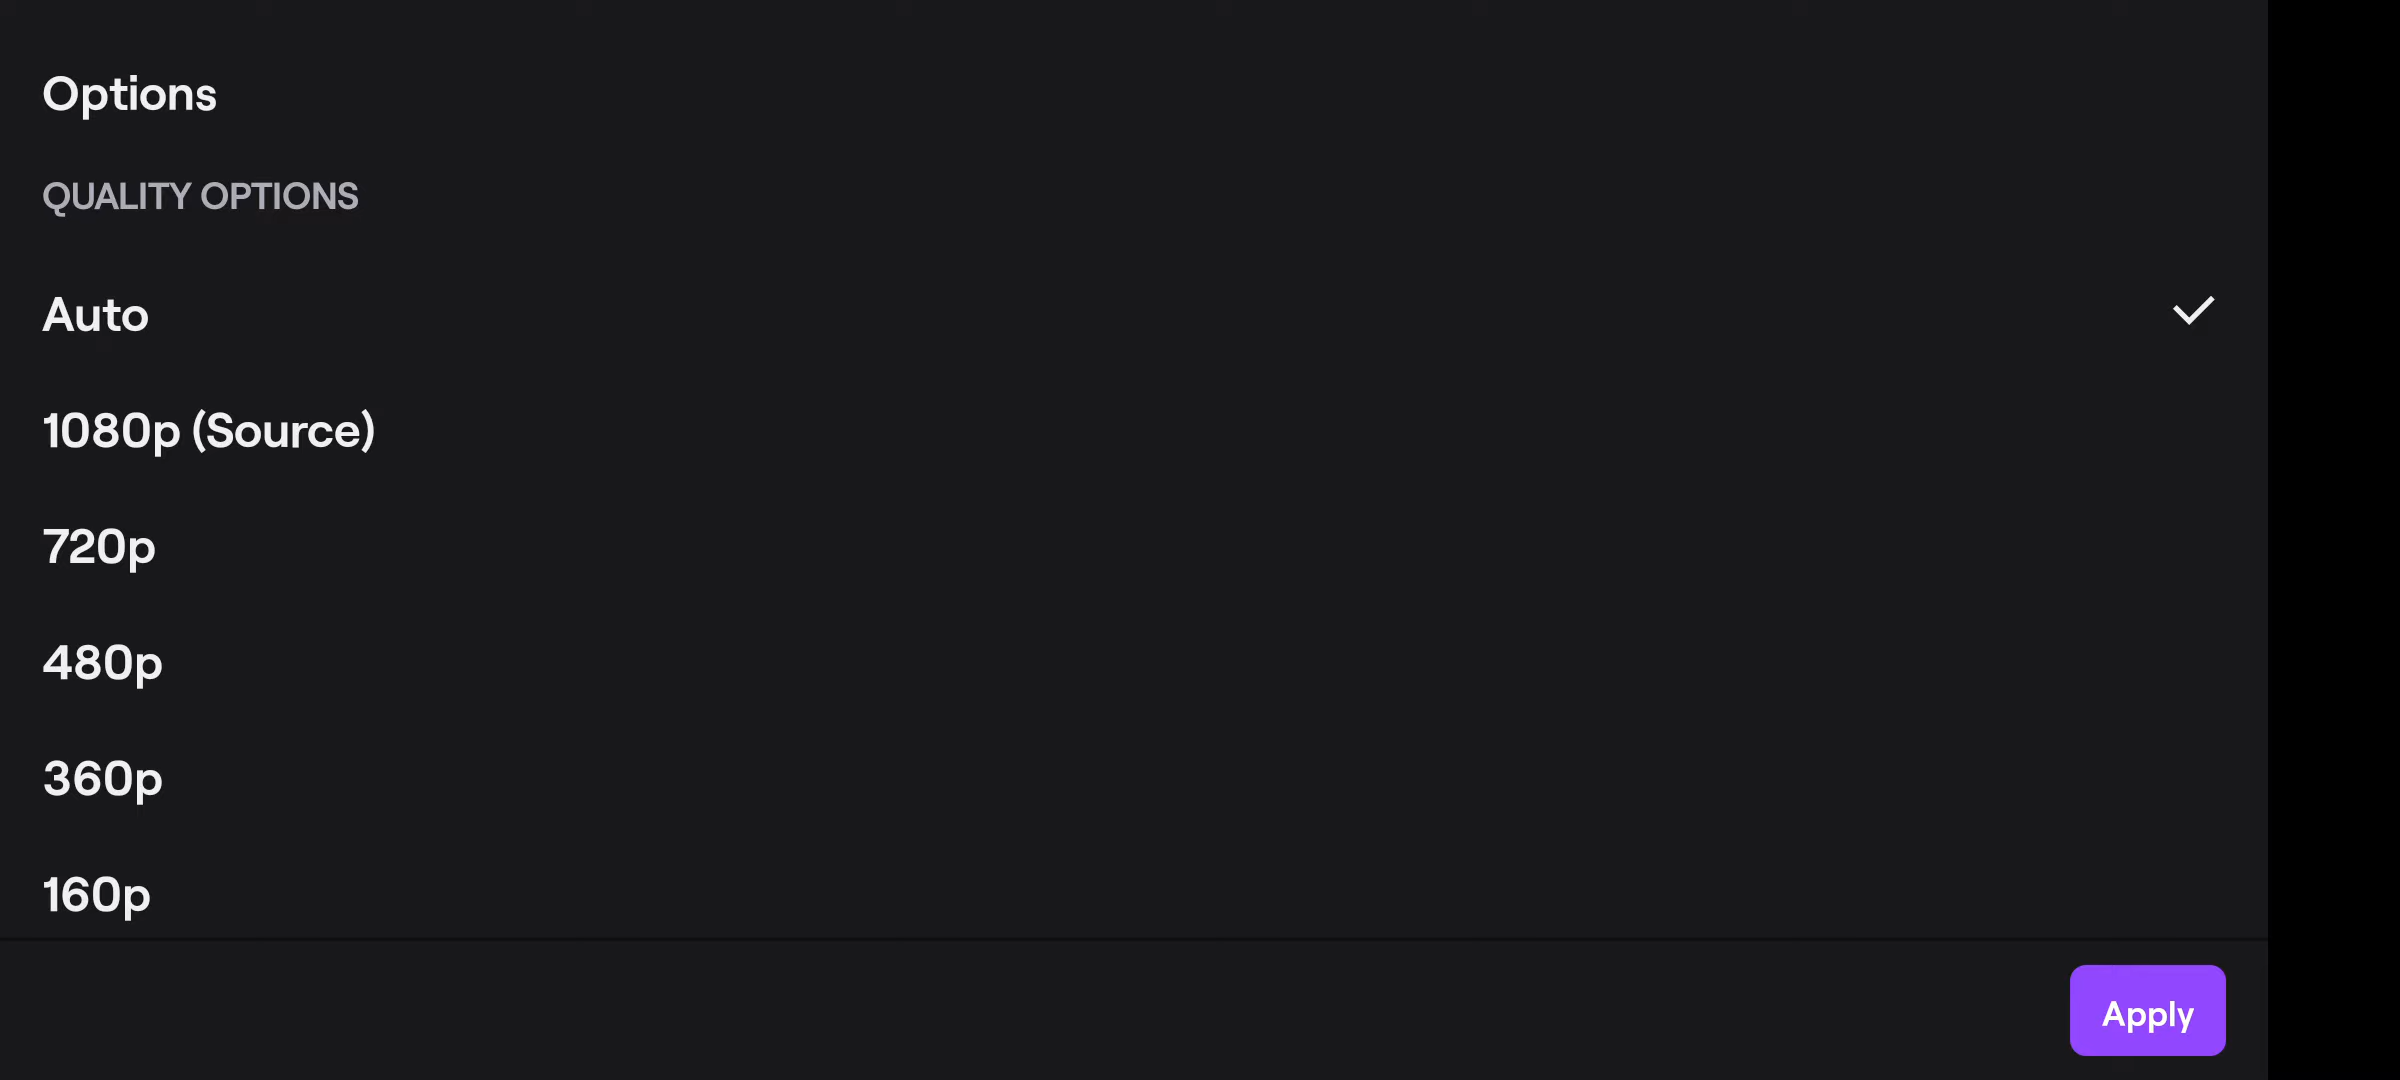 Options
QUALITY OPTIONS
Auto
1080p (Source)
720p
480p
360p
160p
Apply